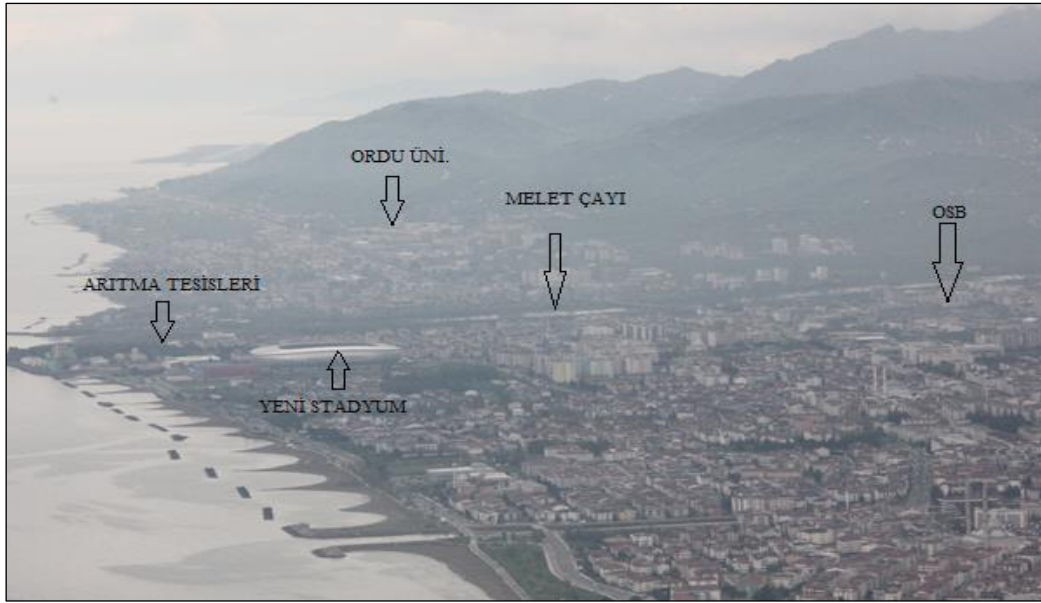 ORDU ÜNİ.
MELET ÇAYI
OSB
ARITMA TESİSLERİ
YENİ STADYUM